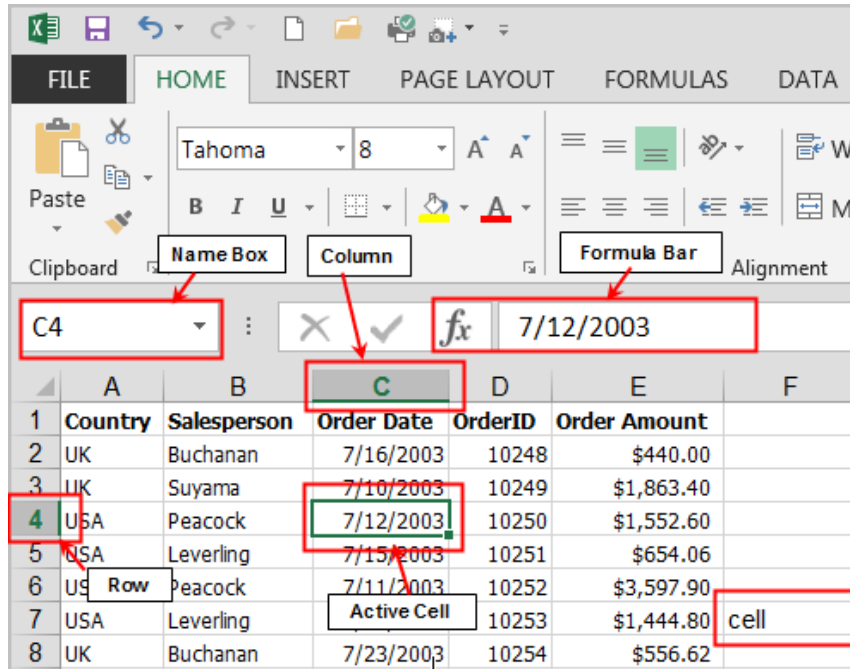 FILE HOME INSERT PAGE LAYOUT FORMULAS DATA
Tahoma 8 A A W
Paste B I U A M
Clipboard Name Box Column Formula Bar Alignment
C4 fx 7/12/2003
A B C D E F
1 Country Salesperson Order Date OrderID Order Amount
2 UK Buchanan 7/16/2003 10248 $440.00
3 UK Suyama 7/10/2003 10249 $1,863.40
4 USA Peacock 7/12/2003 10250 $1,552.60
5 USA Leverling 7/15/2003 10251 $654.06
6 US Row Peacock 7/11/2003 10252 $3,597.90
7 USA Leverling Active Cell 10253 $1,444.80 cell
8 UK Buchanan 7/23/2003 10254 $556.62